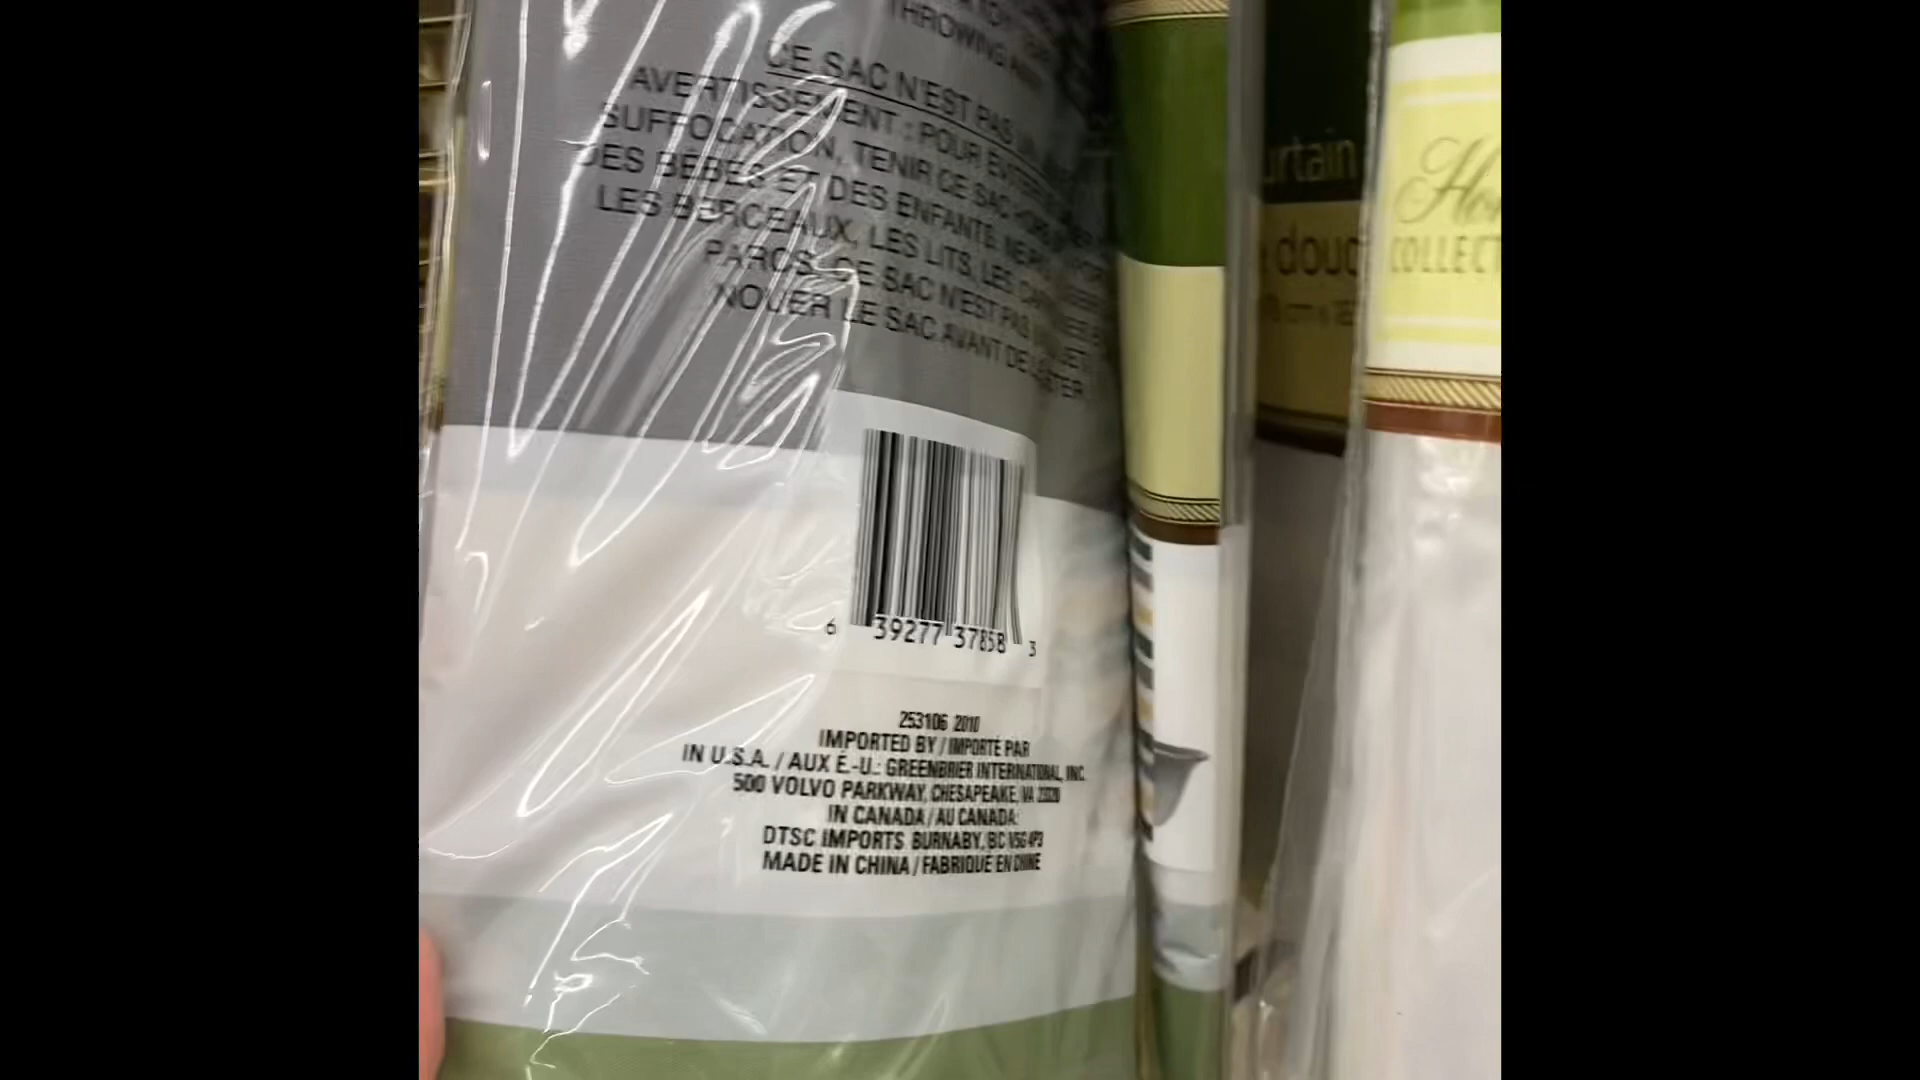 THROWING AWAY
CE SAC N'EST PAS UN
AVERTISSEMENT : POUR ÉVITER
SUFFOCATION, TENIR CE SAC HORS
DES BÉBÉS ET DES ENFANTS. NE PAS
LES BERCEAUX, LES LITS, LES
PARCS. CE SAC N'EST PAS
NOUER LE SAC AVANT DE
6 39277 37858 3
253106 2010
IMPORTED BY / IMPORTÉ PAR
IN U.S.A. / AUX É.-U.: GREENBRIER INTERNATIONAL, INC.
500 VOLVO PARKWAY, CHESAPEAKE, VA 23320
IN CANADA / AU CANADA:
DTSC IMPORTS BURNABY, BC V5G 4P3
MADE IN CHINA / FABRIQUÉ EN CHINE
urtain
douc
Ho
COLLECT